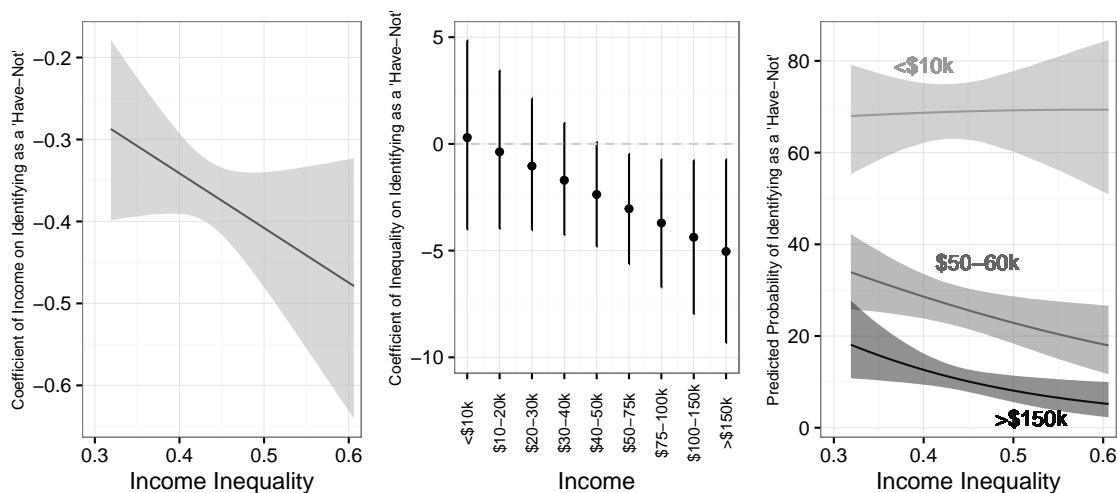 Coefficient of Income on Identifying as a 'Have−Not'
−0.2
−0.3
−0.4
−0.5
−0.6
0.3 0.4 0.5 0.6
Income Inequality
Coefficient of Inequality on Identifying as a 'Have−Not'
5
0
−5
−10
<$10k
$10−20k
$20−30k
$30−40k
$40−50k
$50−75k
$75−100k
$100−150k
>$150k
Income
Predicted Probability of Identifying as a 'Have−Not'
80
60
40
20
0
<$10k
$50−60k
>$150k
0.3 0.4 0.5 0.6
Income Inequality